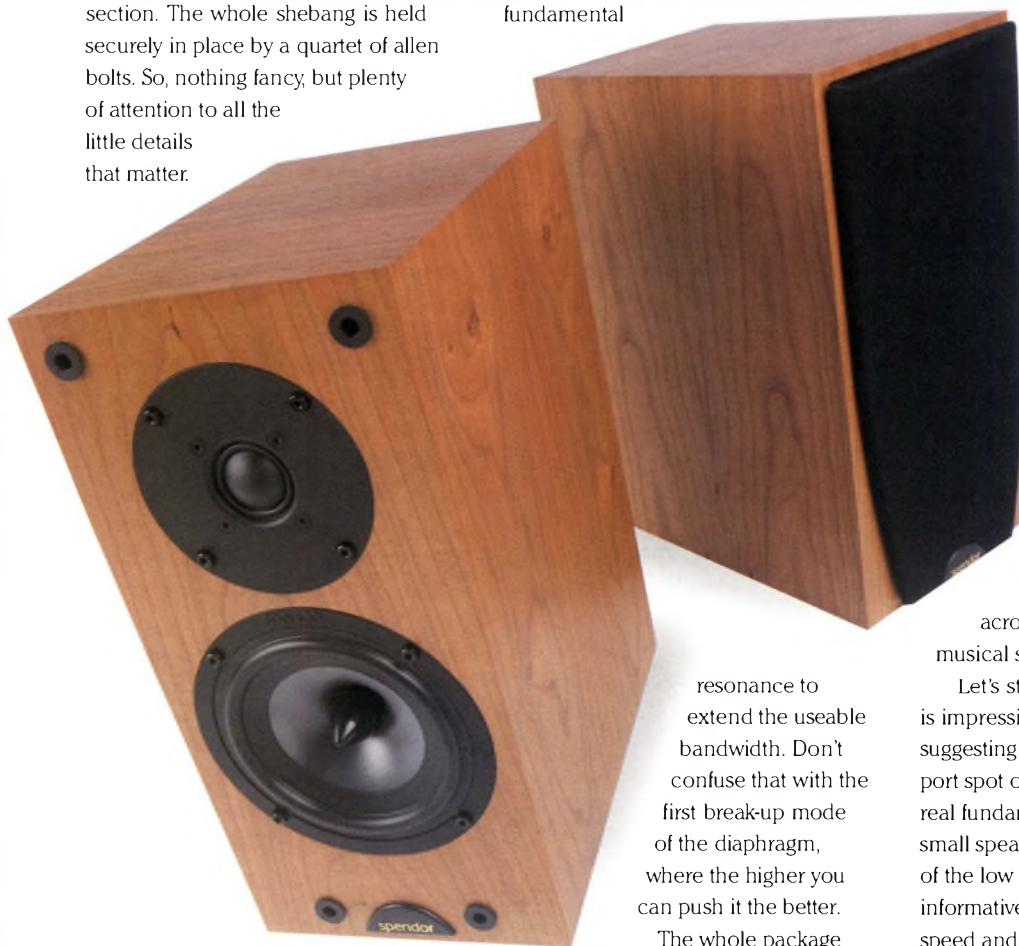 section. The whole shebang is held
securely in place by a quartet of allen
bolts. So, nothing fancy, but plenty
of attention to all the
little details
that matter.
fundamental
resonance to
extend the useable
bandwidth. Don't
confuse that with the
first break-up mode
of the diaphragm,
where the higher you
can push it the better.
The whole package
musical
Let's
is
suggesting
port spot
real
small
of the low
informative
speed and
spendor
spendor